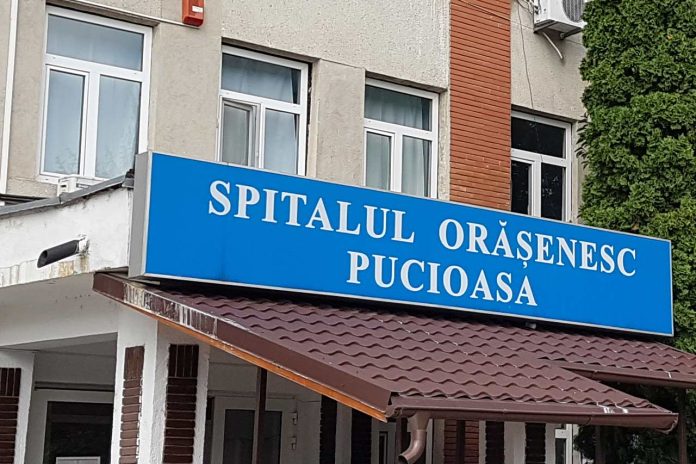 SPITALUL ORĂȘENESC
PUCIOASA